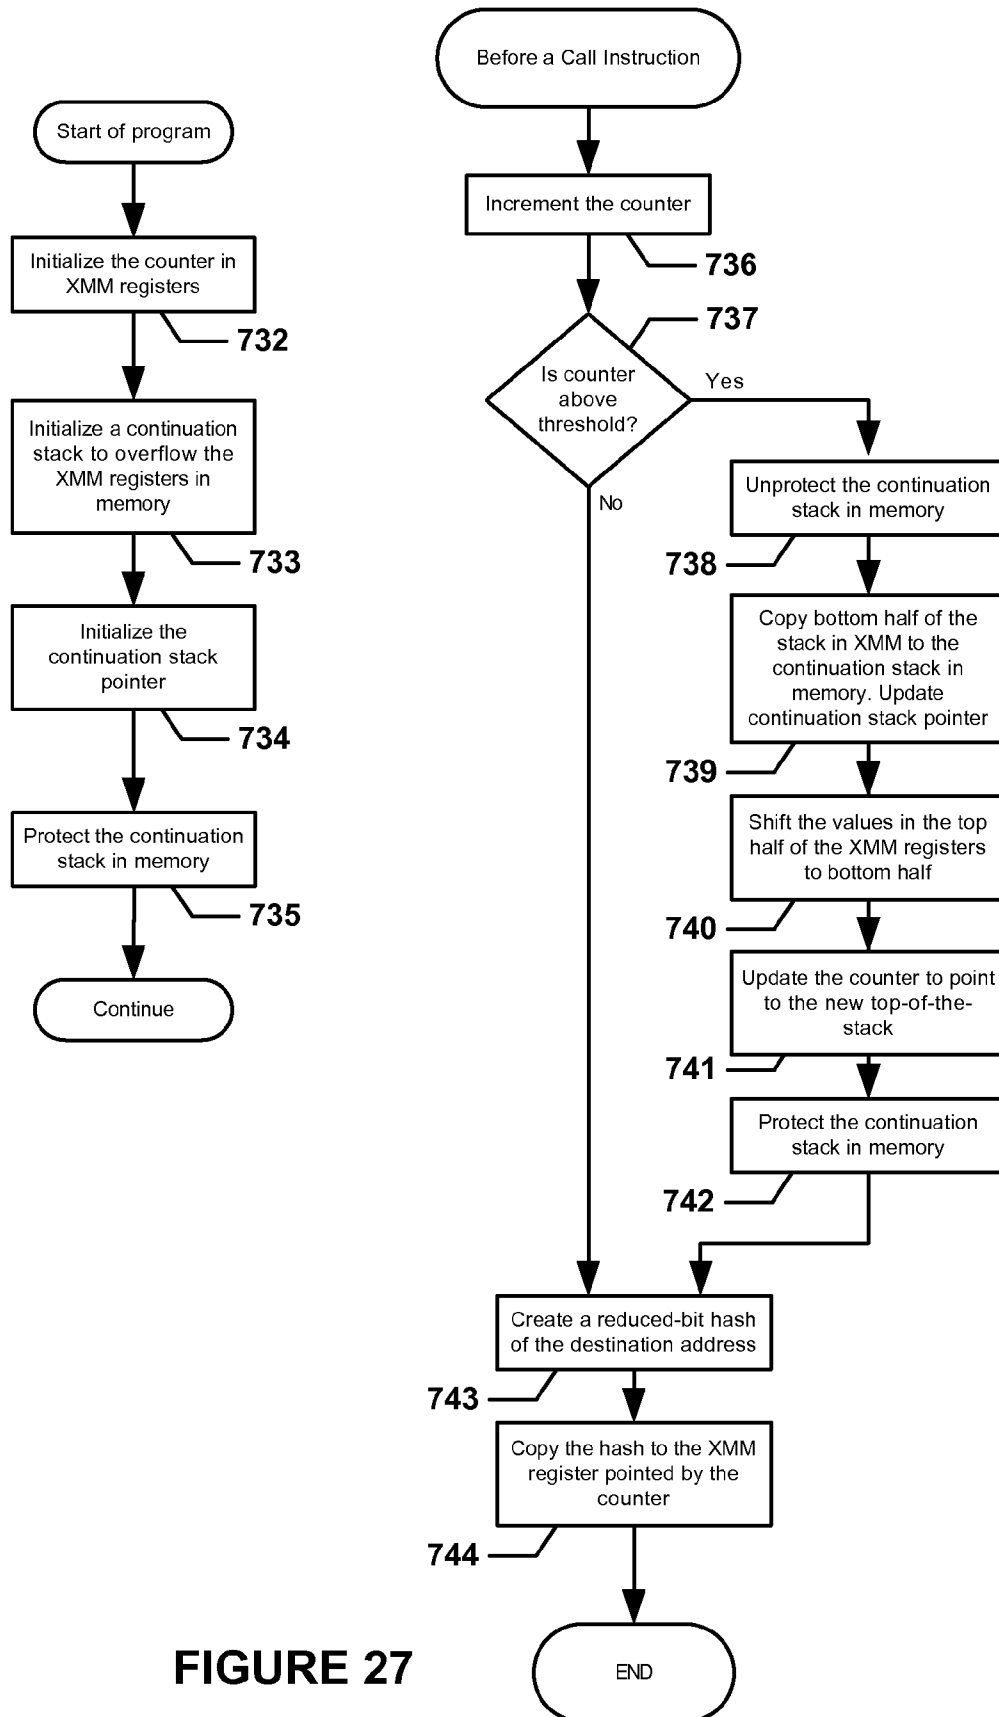 Start of program
Initialize the counter in
XMM registers
732
Initialize a continuation
stack to overflow the
XMM registers in
memory
733
Initialize the
continuation stack
pointer
734
Protect the continuation
stack in memory
735
Continue
Before a Call Instruction
Increment the counter
736
737
Is counter
above
threshold?
Yes
No
Unprotect the continuation
stack in memory
738
Copy bottom half of the
stack in XMM to the
continuation stack in
memory. Update
continuation stack pointer
739
Shift the values in the top
half of the XMM registers
to bottom half
740
Update the counter to point
to the new top-of-the-
stack
741
Protect the continuation
stack in memory
742
Create a reduced-bit hash
of the destination address
743
Copy the hash to the XMM
register pointed by the
counter
744
END
FIGURE 27